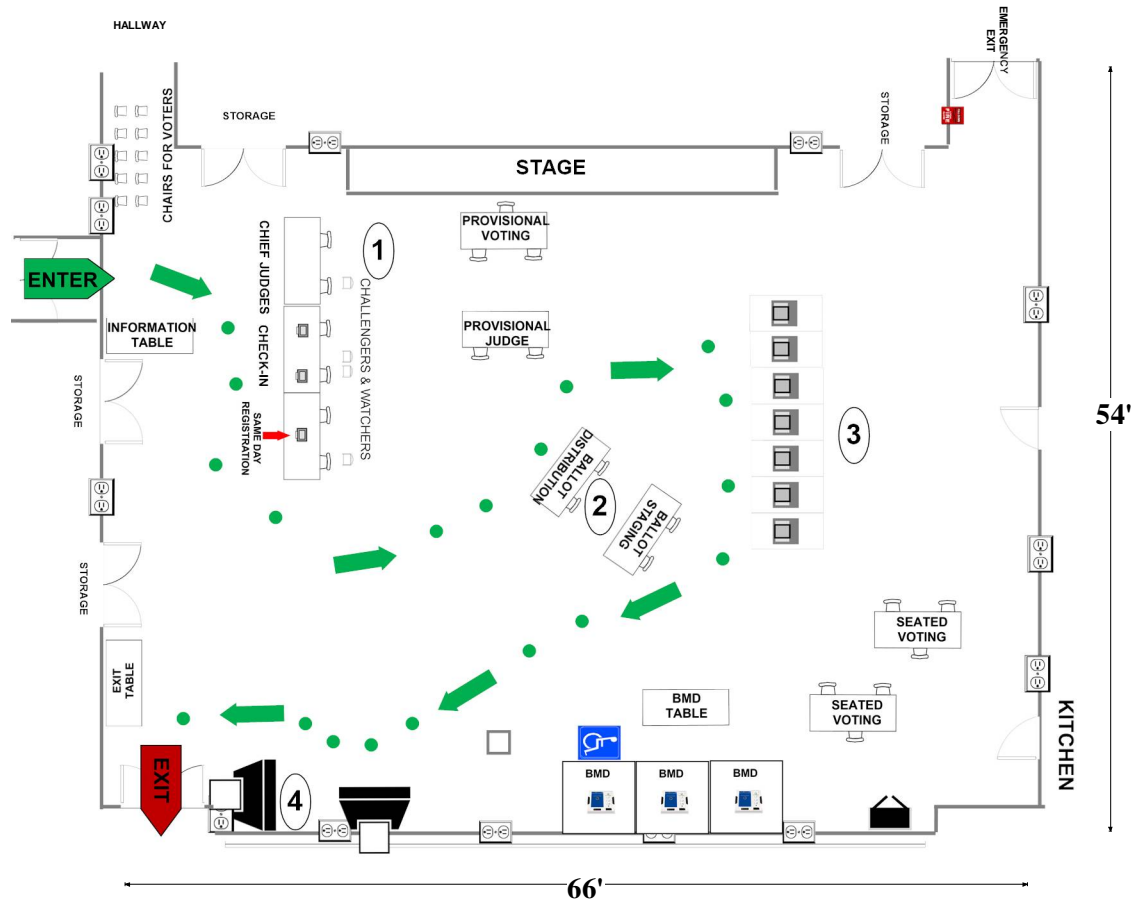 HALLWAY
EMERGENCY
EXIT
STORAGE
STORAGE
CHAIRS FOR VOTERS
STAGE
CHIEF JUDGES
1
PROVISIONAL
VOTING
ENTER
CHALLENGERS & WATCHERS
INFORMATION
TABLE
CHECK-IN
PROVISIONAL
JUDGE
STORAGE
SAME DAY
REGISTRATION
54'
3
BALLOT
DISTRIBUTION
2
BALLOT
STAGING
STORAGE
SEATED
VOTING
EXIT
TABLE
BMD
TABLE
SEATED
VOTING
KITCHEN
EXIT
4
BMD
BMD
BMD
66'